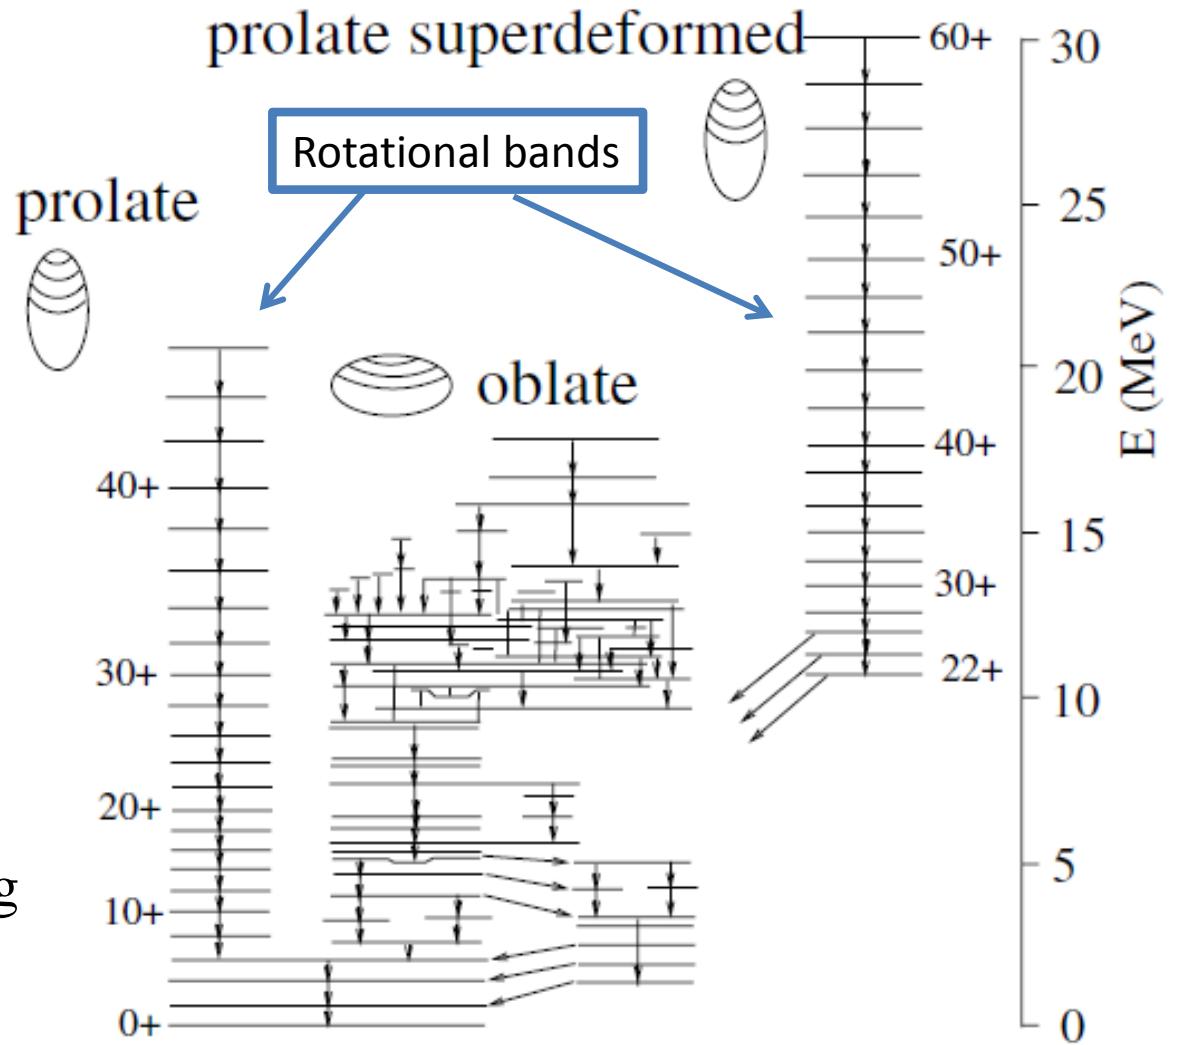 prolate superdeformed
Rotational bands
prolate
oblate
60+
50+
40+
30+
22+
40+
30+
20+
10+
0+
g
30
25
20
15
10
5
0
E (MeV)